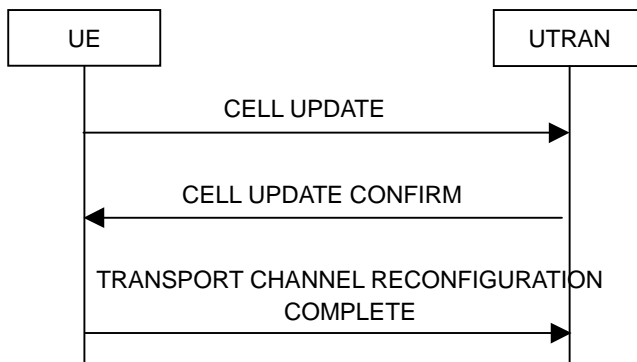 UE
UTRAN
CELL UPDATE
CELL UPDATE CONFIRM
TRANSPORT CHANNEL RECONFIGURATION
COMPLETE